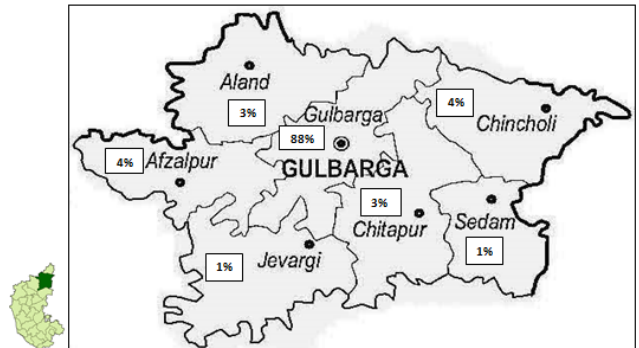 Aland
3%
Gulbarga
88%
GULBARGA
4%
Chincholi
4%
Afzalpur
3%
Chitapur
Sedam
1%
1%
Jevargi